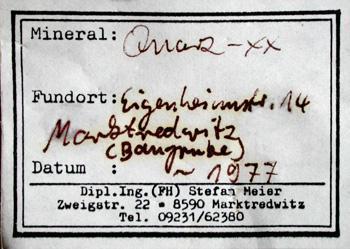 Mineral: Quarz-xx
Fundort: Eigenheimstr. 14
Marktredwitz
(Baugrube)
Datum : ~ 1977
Dipl.Ing.(FH) Stefan Meier
Zweigstr. 22 * 8590 Marktredwitz
Tel. 09231/62380